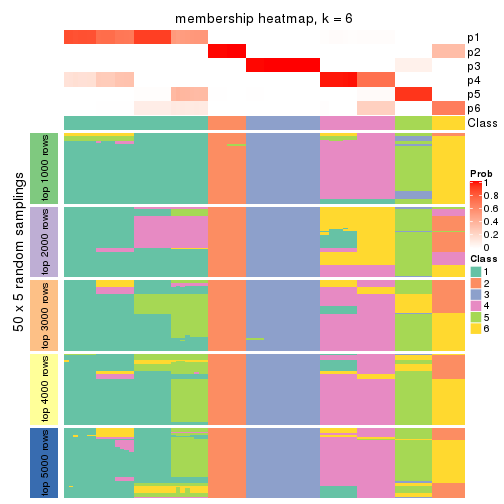 membership heatmap, k = 6
p1
p2
p3
p4
p5
p6
Class
50 x 5 random samplings
top 1000 rows
top 2000 rows
top 3000 rows
top 4000 rows
top 5000 rows
Prob
1
0.8
0.6
0.4
0.2
0
Class
1
2
3
4
5
6